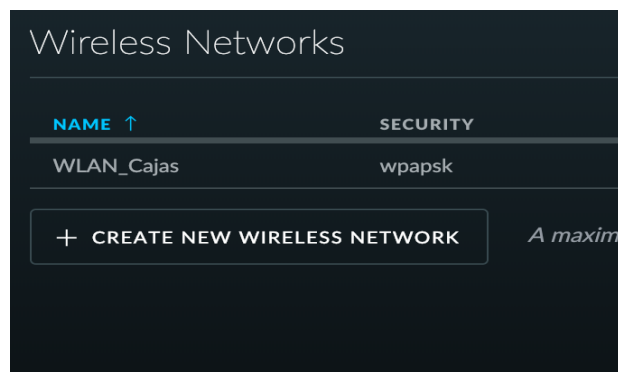 Wireless Networks
NAME ↑ SECURITY
WLAN_Cajas wpapsk
+ CREATE NEW WIRELESS NETWORK A maxim